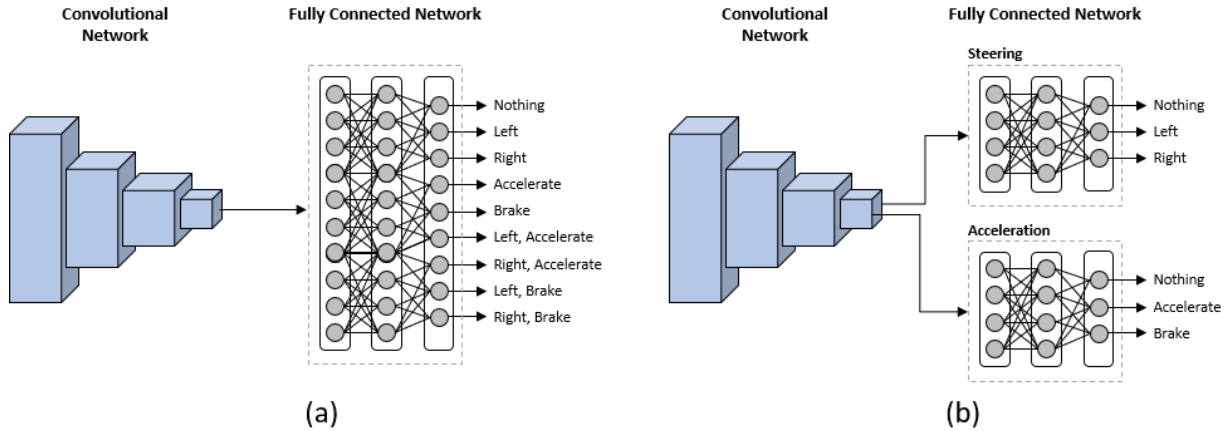 Convolutional
Network
Fully Connected Network
Nothing
Left
Right
Accelerate
Brake
Left, Accelerate
Right, Accelerate
Left, Brake
Right, Brake
(a)
Convolutional
Network
Fully Connected Network
Steering
Nothing
Left
Right
Acceleration
Nothing
Accelerate
Brake
(b)